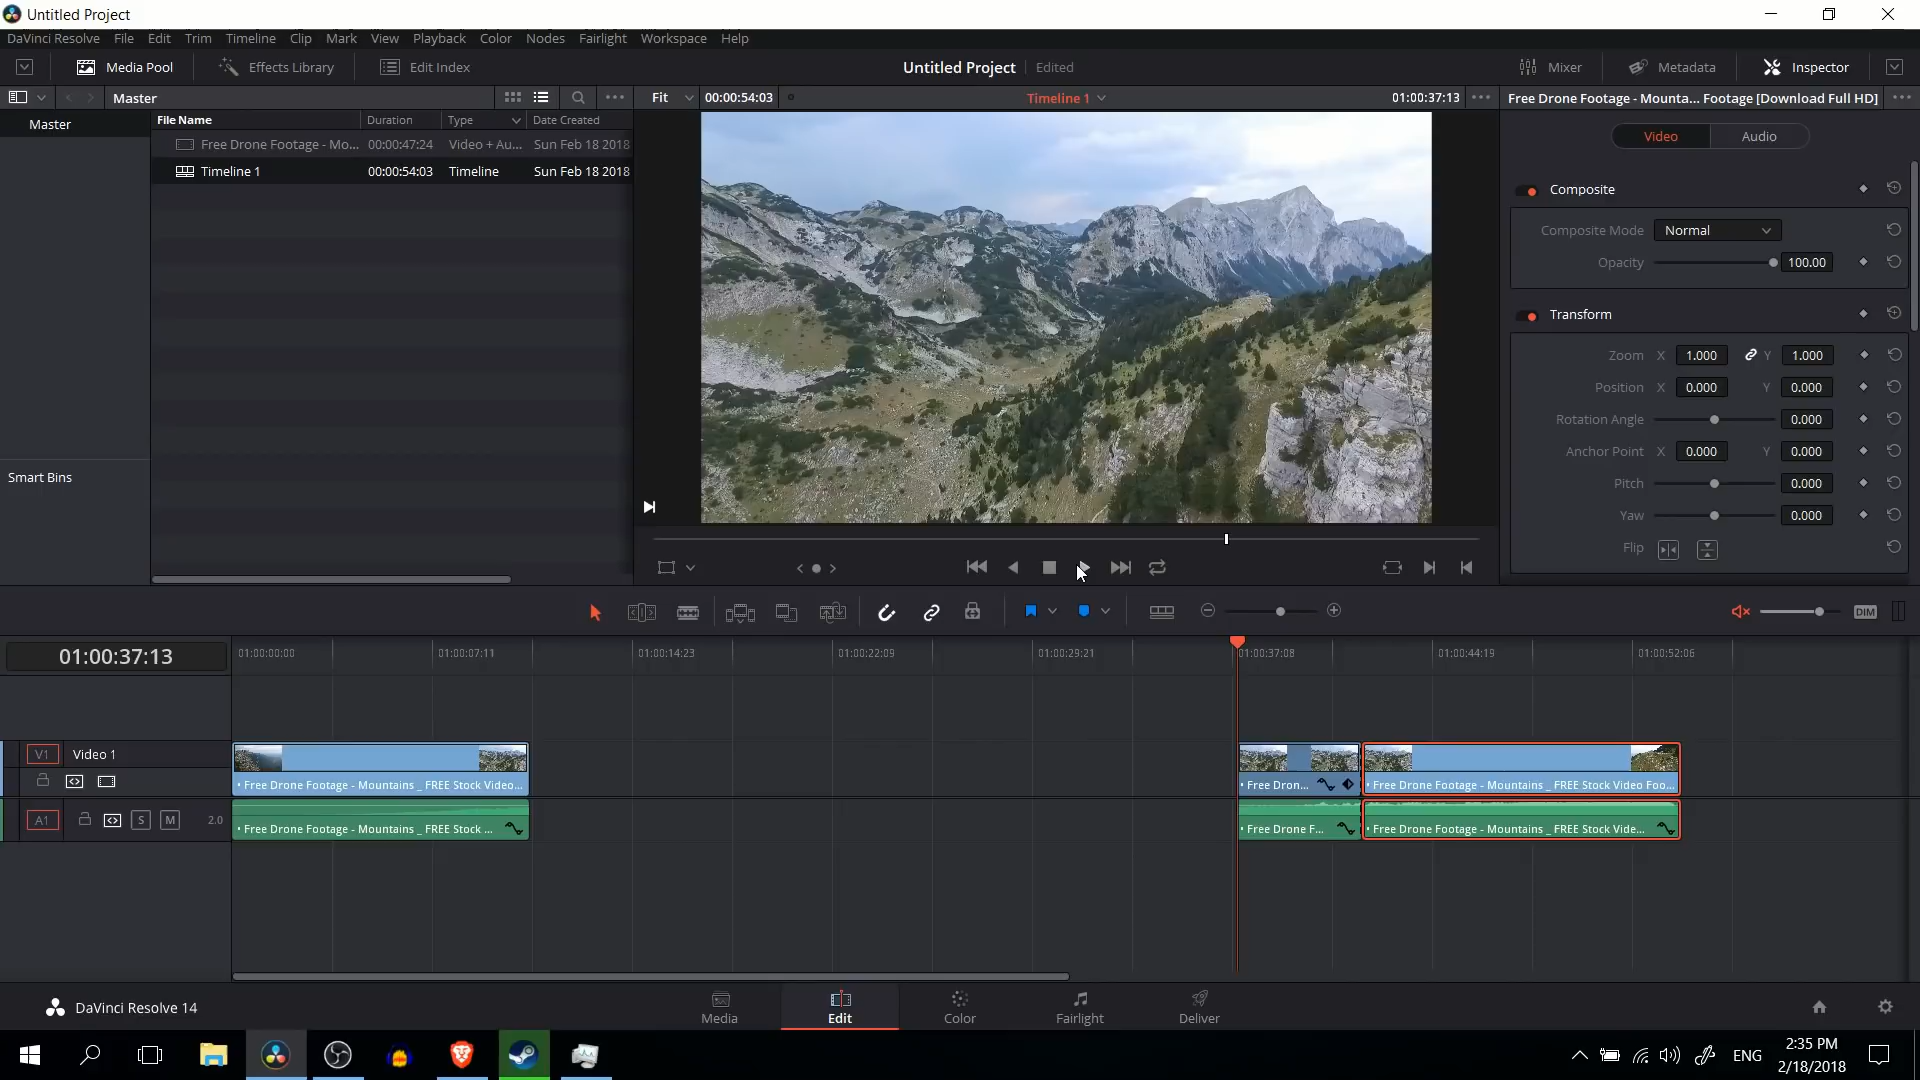 Untitled Project
DaVinci Resolve File Edit Trim Timeline Clip Mark View Playback Color Nodes Fairlight Workspace Help
Media Pool Effects Library Edit Index Untitled Project Edited Mixer Metadata Inspector
Master Fit 00:00:54:03 Timeline 1 01:00:37:13 Free Drone Footage - Mounta... Footage [Download Full HD]
Master File Name Duration Type Date Created
Video Audio
Free Drone Footage - Mo... 00:00:47:24 Video + Au... Sun Feb 18 2018
Timeline 1 00:00:54:03 Timeline Sun Feb 18 2018
Composite
Composite Mode Normal
Opacity 100.00
Transform
Zoom X 1.000 Y 1.000
Position X 0.000 Y 0.000
Rotation Angle 0.000
Anchor Point X 0.000 Y 0.000
Smart Bins
Pitch 0.000
Yaw 0.000
Flip
DIM
01:00:37:13 01:00:00:00 01:00:07:11 01:00:14:23 01:00:22:09 01:00:29:21 01:00:37:08 01:00:44:19 01:00:52:06
V1 Video 1
• Free Drone Footage - Mountains _ FREE Stock Video... • Free Dron... • Free Drone Footage - Mountains _ FREE Stock Video Foo...
A1 S M 2.0
• Free Drone Footage - Mountains _ FREE Stock ... • Free Drone F... • Free Drone Footage - Mountains _ FREE Stock Vide...
DaVinci Resolve 14 Media Edit Color Fairlight Deliver
ENG 2:35 PM
2/18/2018